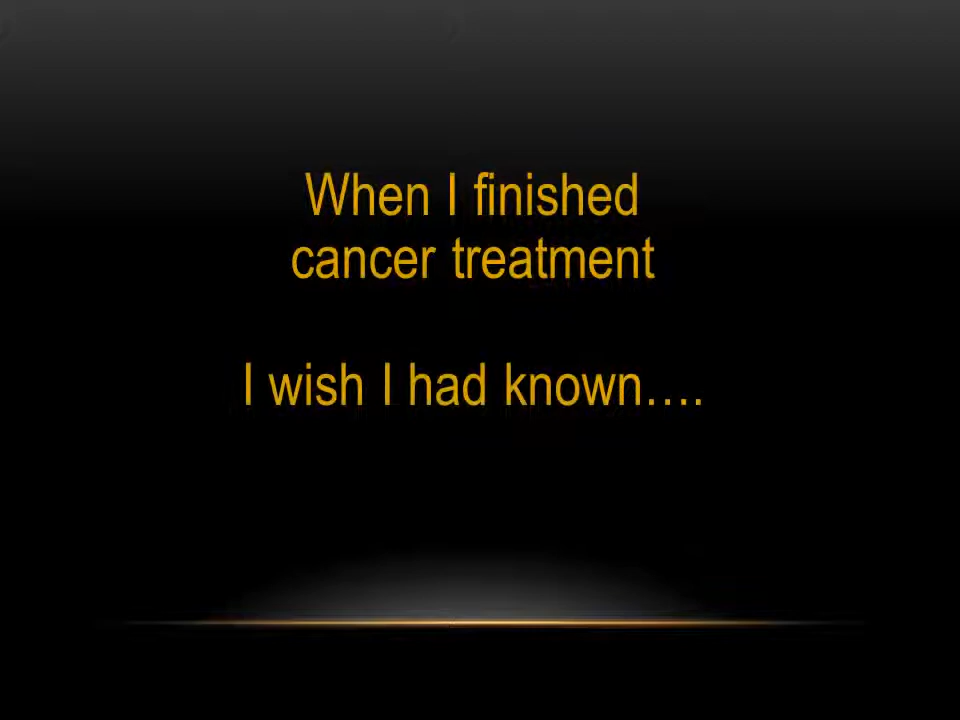 When I finished
cancer treatment
I wish I had known….